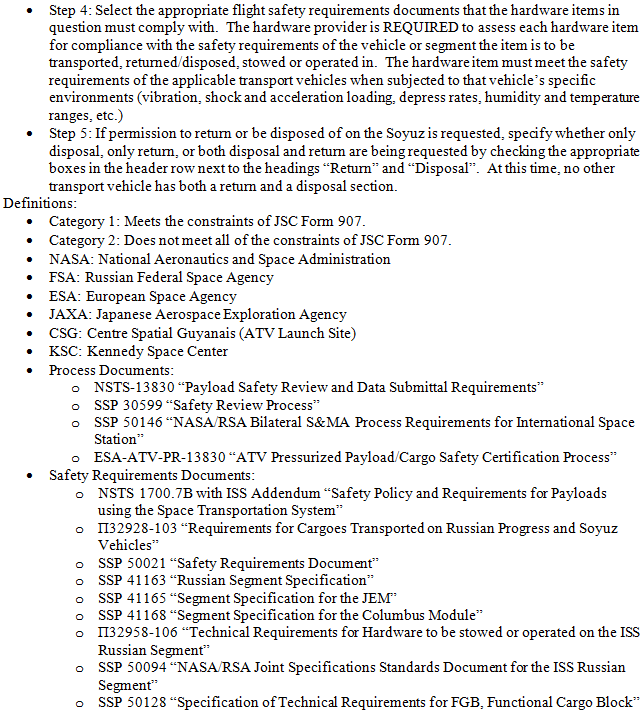 • Step 4: Select the appropriate flight safety requirements documents that the hardware items in
question must comply with.  The hardware provider is REQUIRED to assess each hardware item
for compliance with the safety requirements of the vehicle or segment the item is to be
transported, returned/disposed, stowed or operated in.  The hardware item must meet the safety
requirements of the applicable transport vehicles when subjected to that vehicle’s specific
environments (vibration, shock and acceleration loading, depress rates, humidity and temperature
ranges, etc.)
• Step 5: If permission to return or be disposed of on the Soyuz is requested, specify whether only
disposal, only return, or both disposal and return are being requested by checking the appropriate
boxes in the header row next to the headings “Return” and “Disposal”.  At this time, no other
transport vehicle has both a return and a disposal section.
Definitions:
• Category 1: Meets the constraints of JSC Form 907.
• Category 2: Does not meet all of the constraints of JSC Form 907.
• NASA: National Aeronautics and Space Administration
• FSA: Russian Federal Space Agency
• ESA: European Space Agency
• JAXA: Japanese Aerospace Exploration Agency
• CSG: Centre Spatial Guyanais (ATV Launch Site)
• KSC: Kennedy Space Center
• Process Documents:
o NSTS-13830 “Payload Safety Review and Data Submittal Requirements”
o SSP 30599 “Safety Review Process”
o SSP 50146 “NASA/RSA Bilateral S&MA Process Requirements for International Space
Station”
o ESA-ATV-PR-13830 “ATV Pressurized Payload/Cargo Safety Certification Process”
• Safety Requirements Documents:
o NSTS 1700.7B with ISS Addendum “Safety Policy and Requirements for Payloads
using the Space Transportation System”
o П32928-103 “Requirements for Cargoes Transported on Russian Progress and Soyuz
Vehicles”
o SSP 50021 “Safety Requirements Document”
o SSP 41163 “Russian Segment Specification”
o SSP 41165 “Segment Specification for the JEM”
o SSP 41168 “Segment Specification for the Columbus Module”
o П32958-106 “Technical Requirements for Hardware to be stowed or operated on the ISS
Russian Segment”
o SSP 50094 “NASA/RSA Joint Specifications Standards Document for the ISS Russian
Segment”
o SSP 50128 “Specification of Technical Requirements for FGB, Functional Cargo Block”